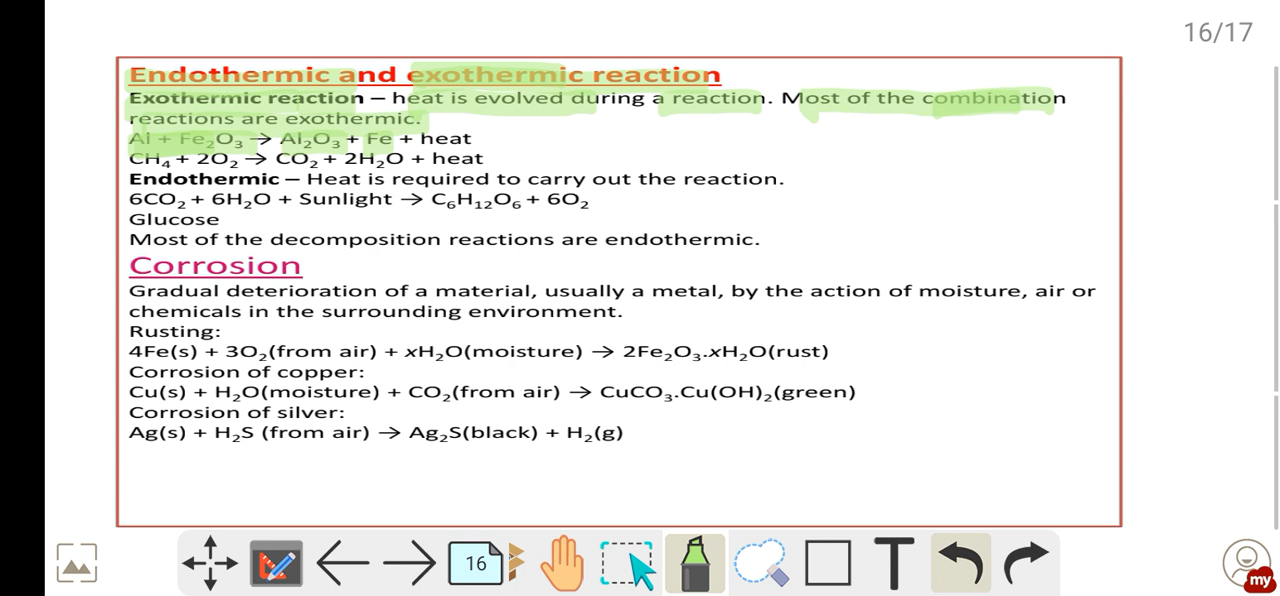 16/17
Endothermic and exothermic reaction
Exothermic reaction – heat is evolved during a reaction. Most of the combination
reactions are exothermic.
Al + Fe₂O₃ → Al₂O₃ + Fe + heat
CH₄ + 2O₂ → CO₂ + 2H₂O + heat
Endothermic – Heat is required to carry out the reaction.
6CO₂ + 6H₂O + Sunlight → C₆H₁₂O₆ + 6O₂
Glucose
Most of the decomposition reactions are endothermic.
Corrosion
Gradual deterioration of a material, usually a metal, by the action of moisture, air or
chemicals in the surrounding environment.
Rusting:
4Fe(s) + 3O₂(from air) + xH₂O(moisture) → 2Fe₂O₃.xH₂O(rust)
Corrosion of copper:
Cu(s) + H₂O(moisture) + CO₂(from air) → CuCO₃.Cu(OH)₂(green)
Corrosion of silver:
Ag(s) + H₂S (from air) → Ag₂S(black) + H₂(g)
16
T
my